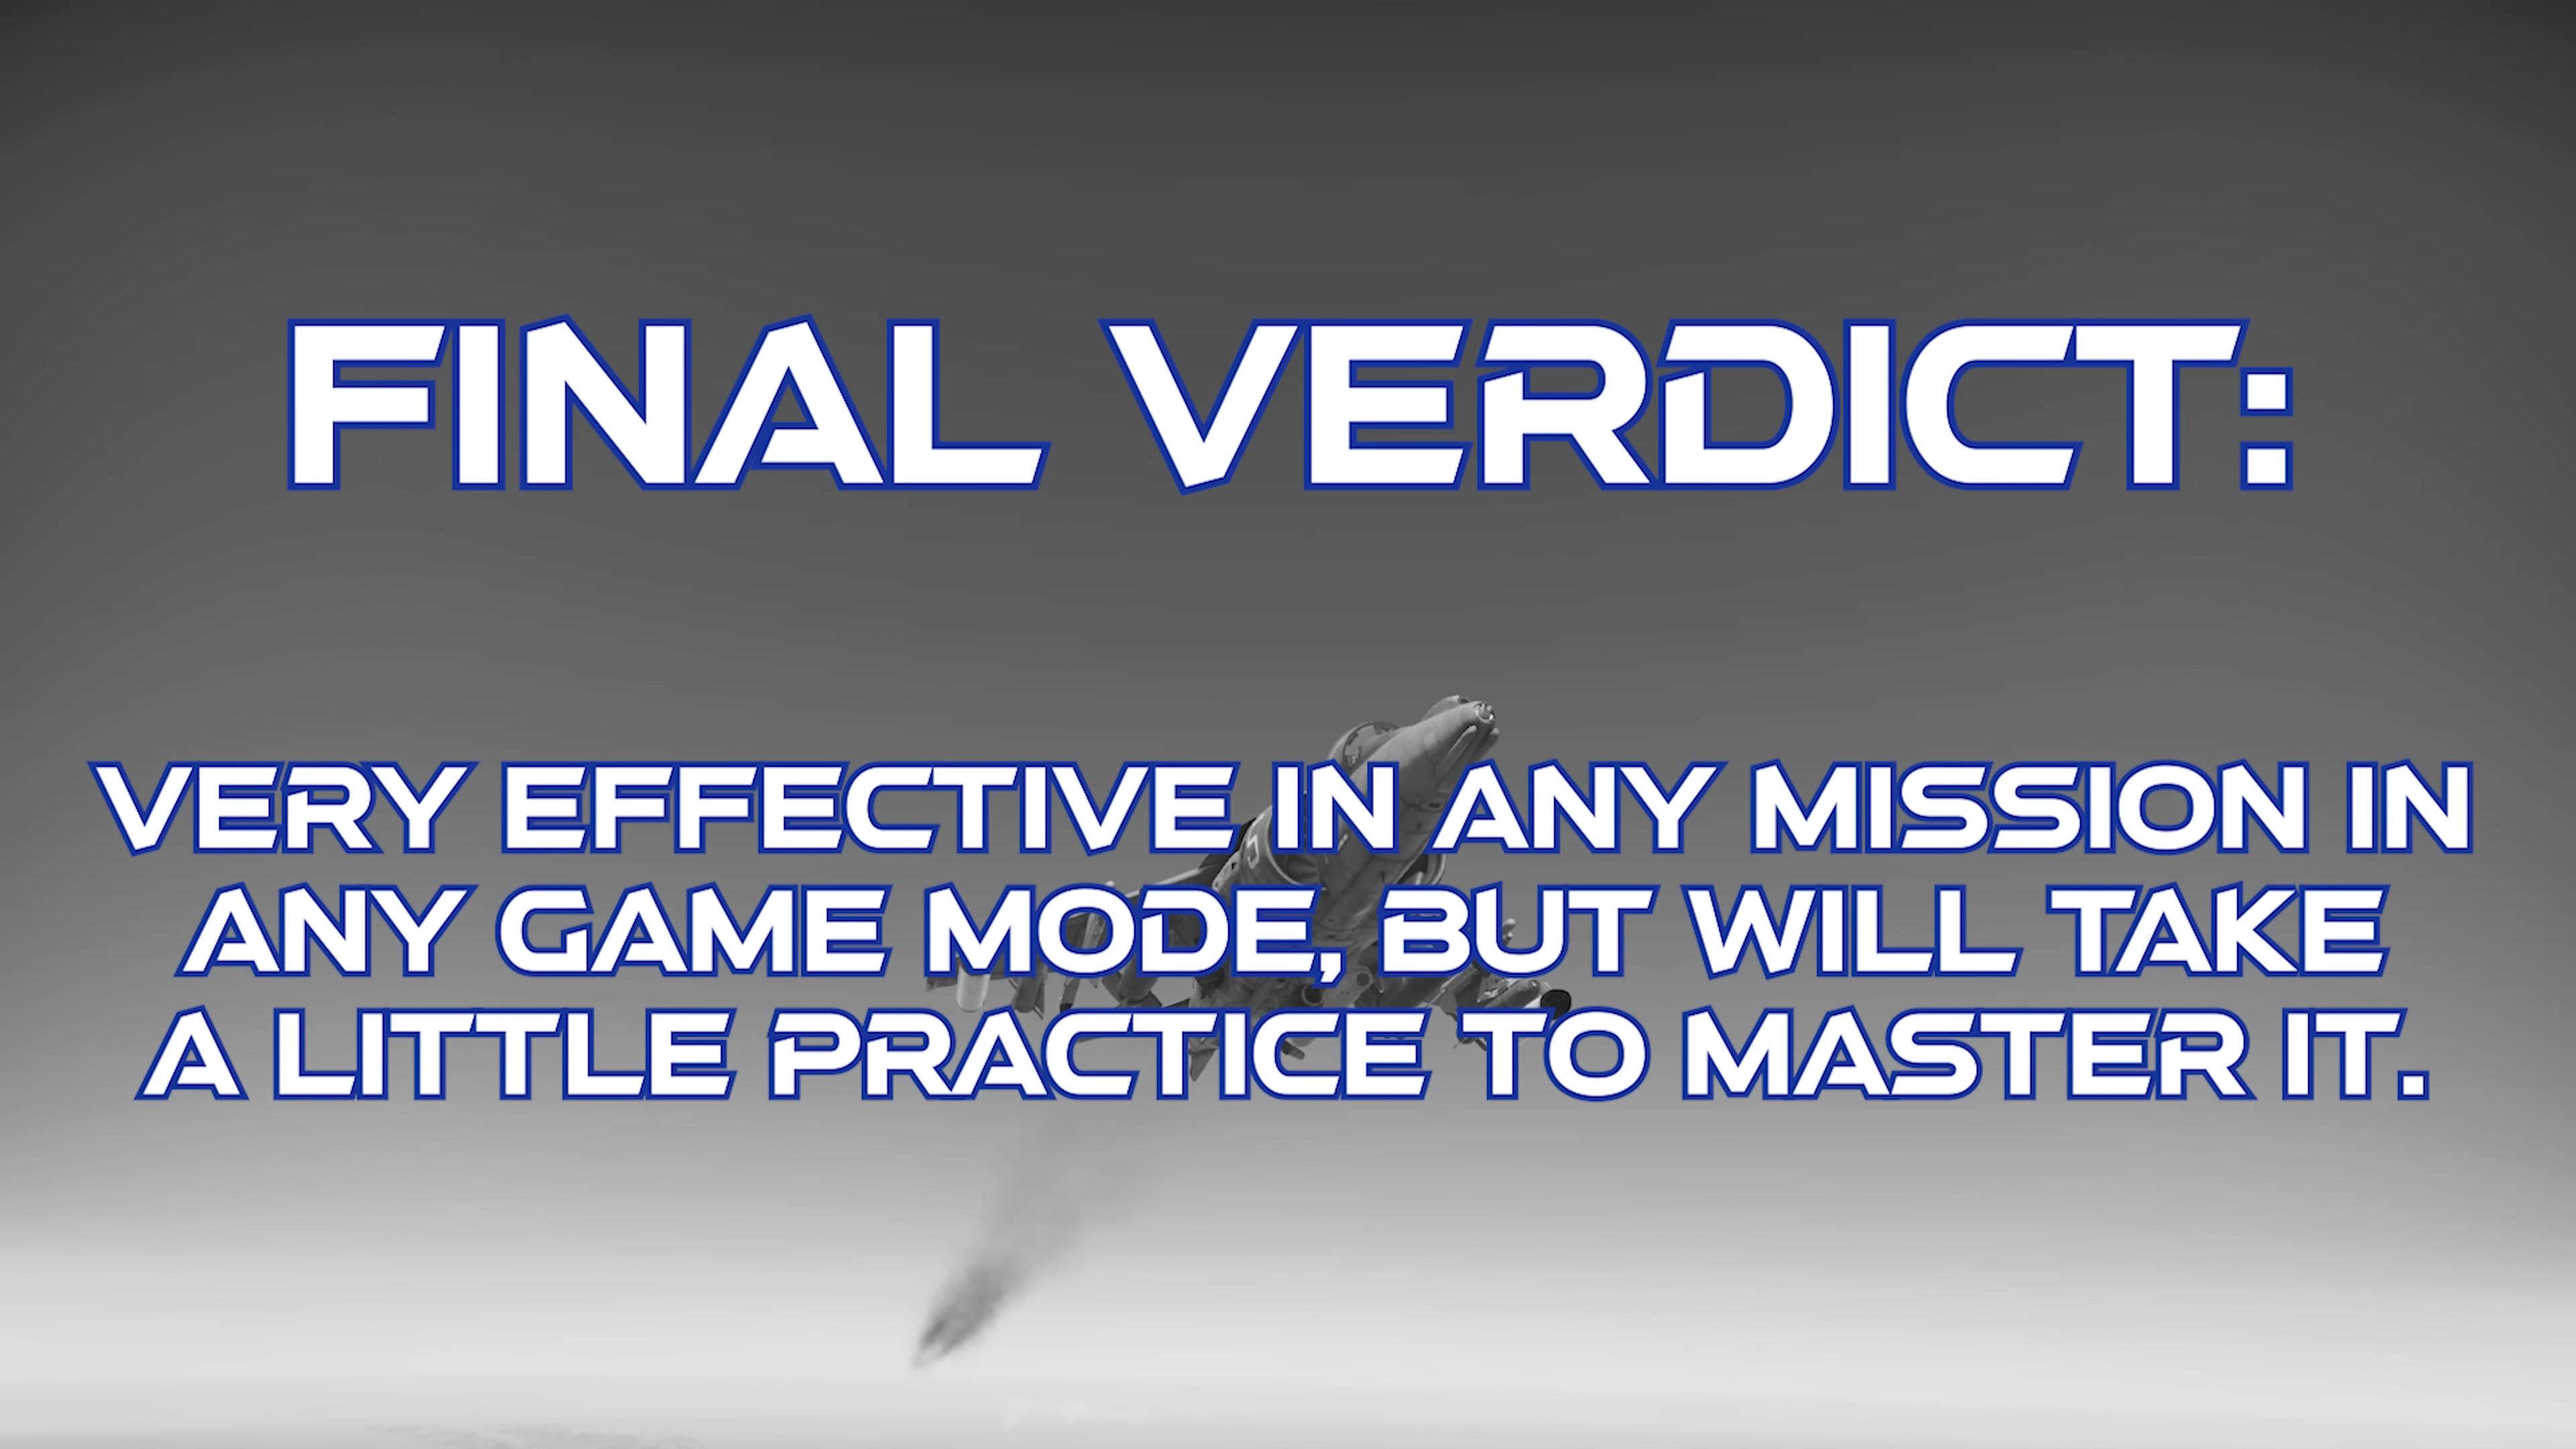 FINAL VERDICT:
VERY EFFECTIVE IN ANY MISSION IN
ANY GAME MODE, BUT WILL TAKE
A LITTLE PRACTICE TO MASTER IT.